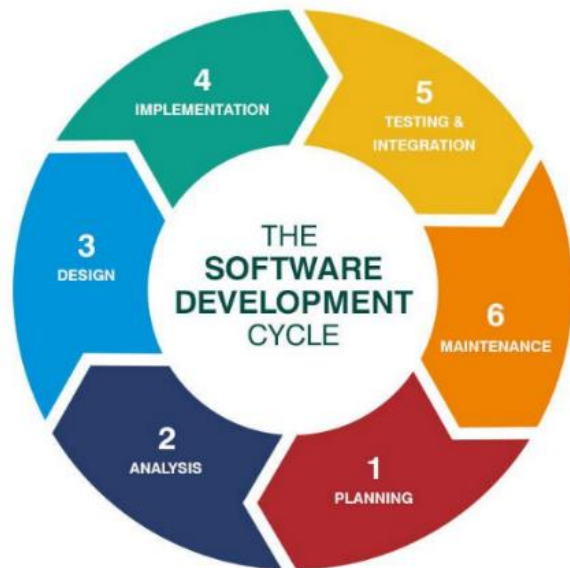 THE
SOFTWARE
DEVELOPMENT
CYCLE
1
PLANNING
2
ANALYSIS
3
DESIGN
4
IMPLEMENTATION
5
TESTING &
INTEGRATION
6
MAINTENANCE